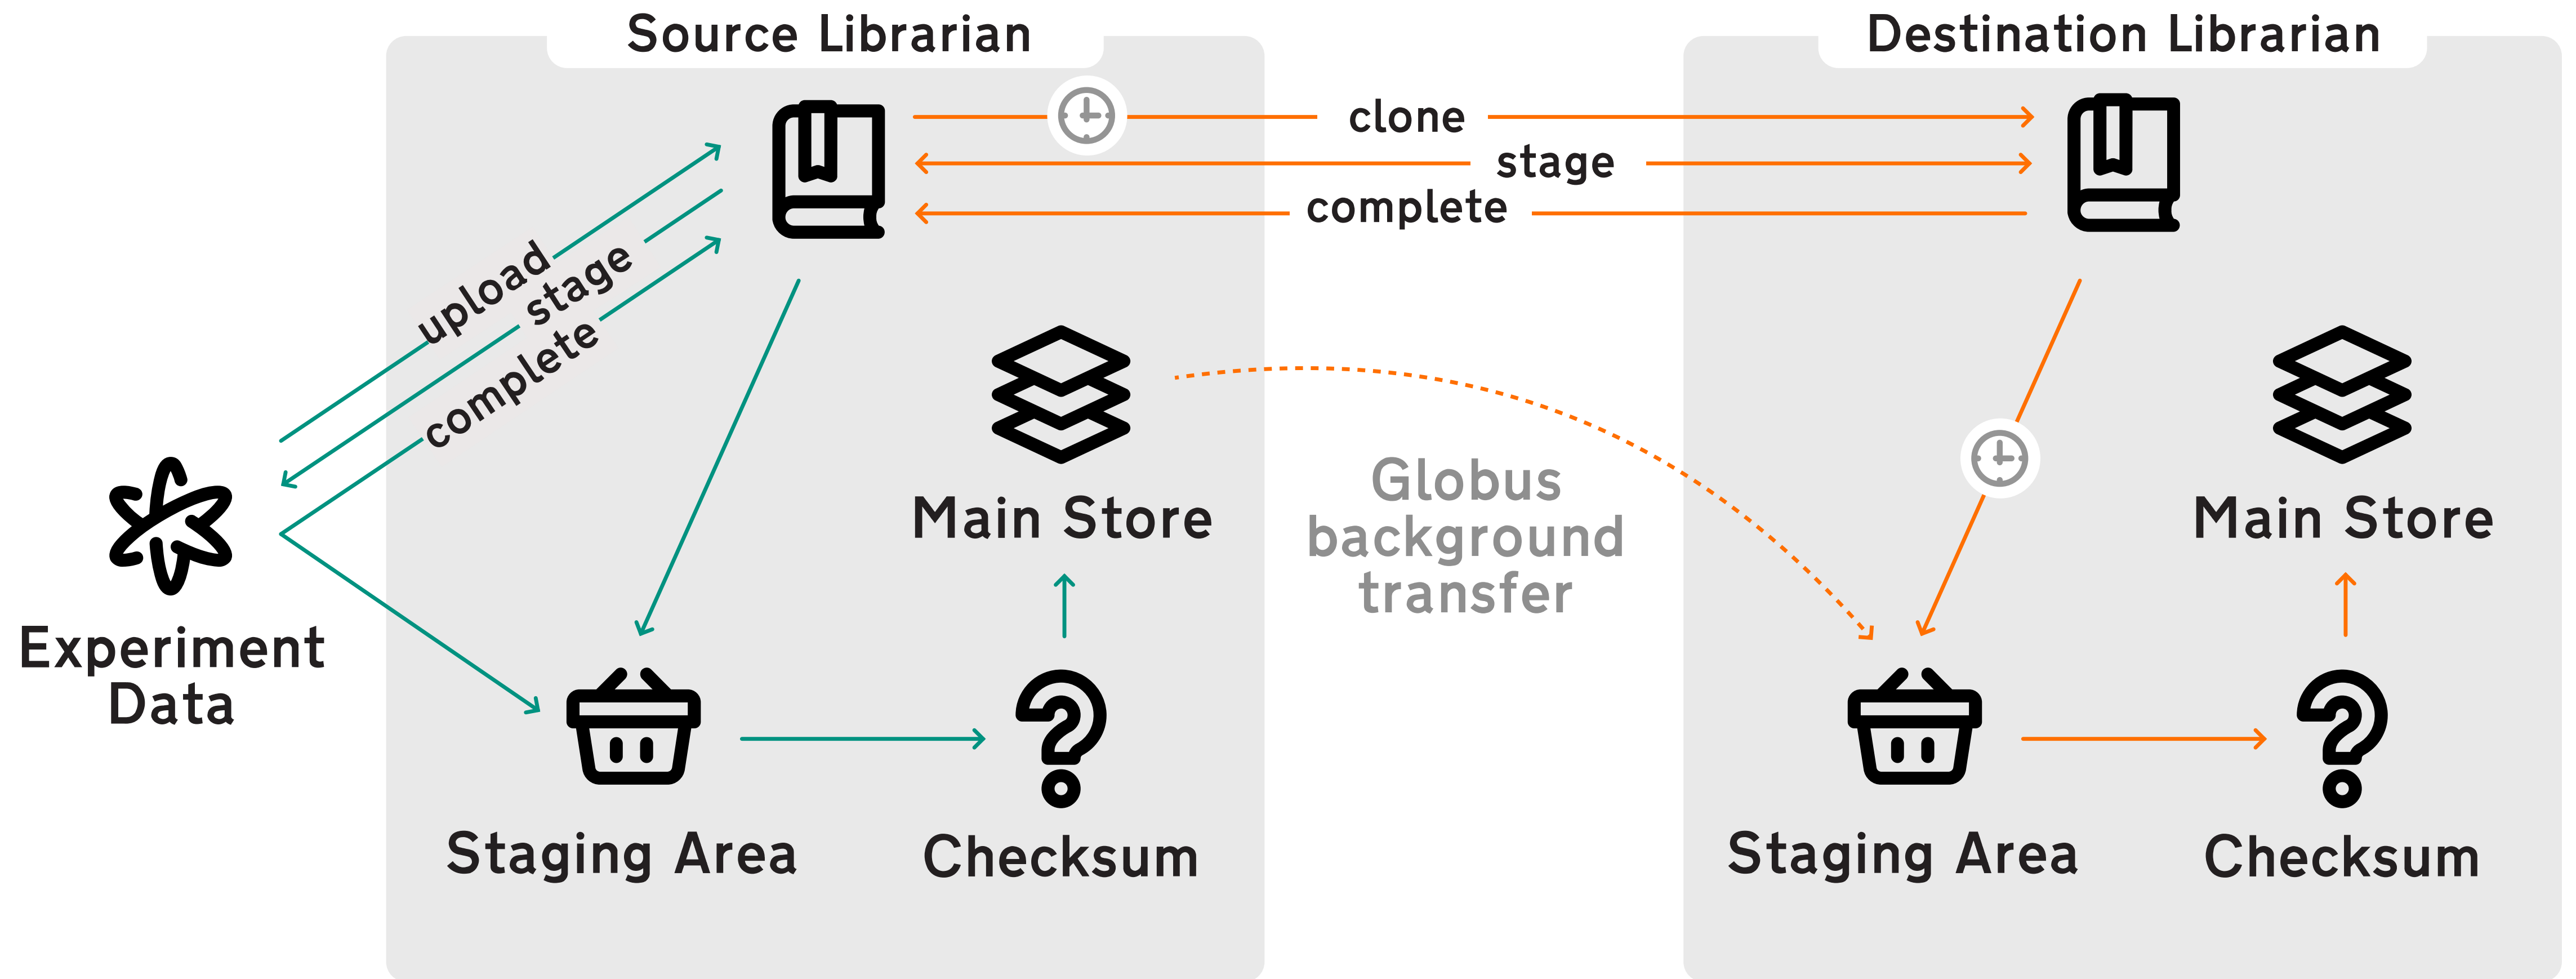 Source Librarian
Destination Librarian
clone
stage
complete
upload
stage
complete
Main Store
Globus
background
transfer
Main Store
Experiment
Data
Staging Area
Checksum
Staging Area
Checksum